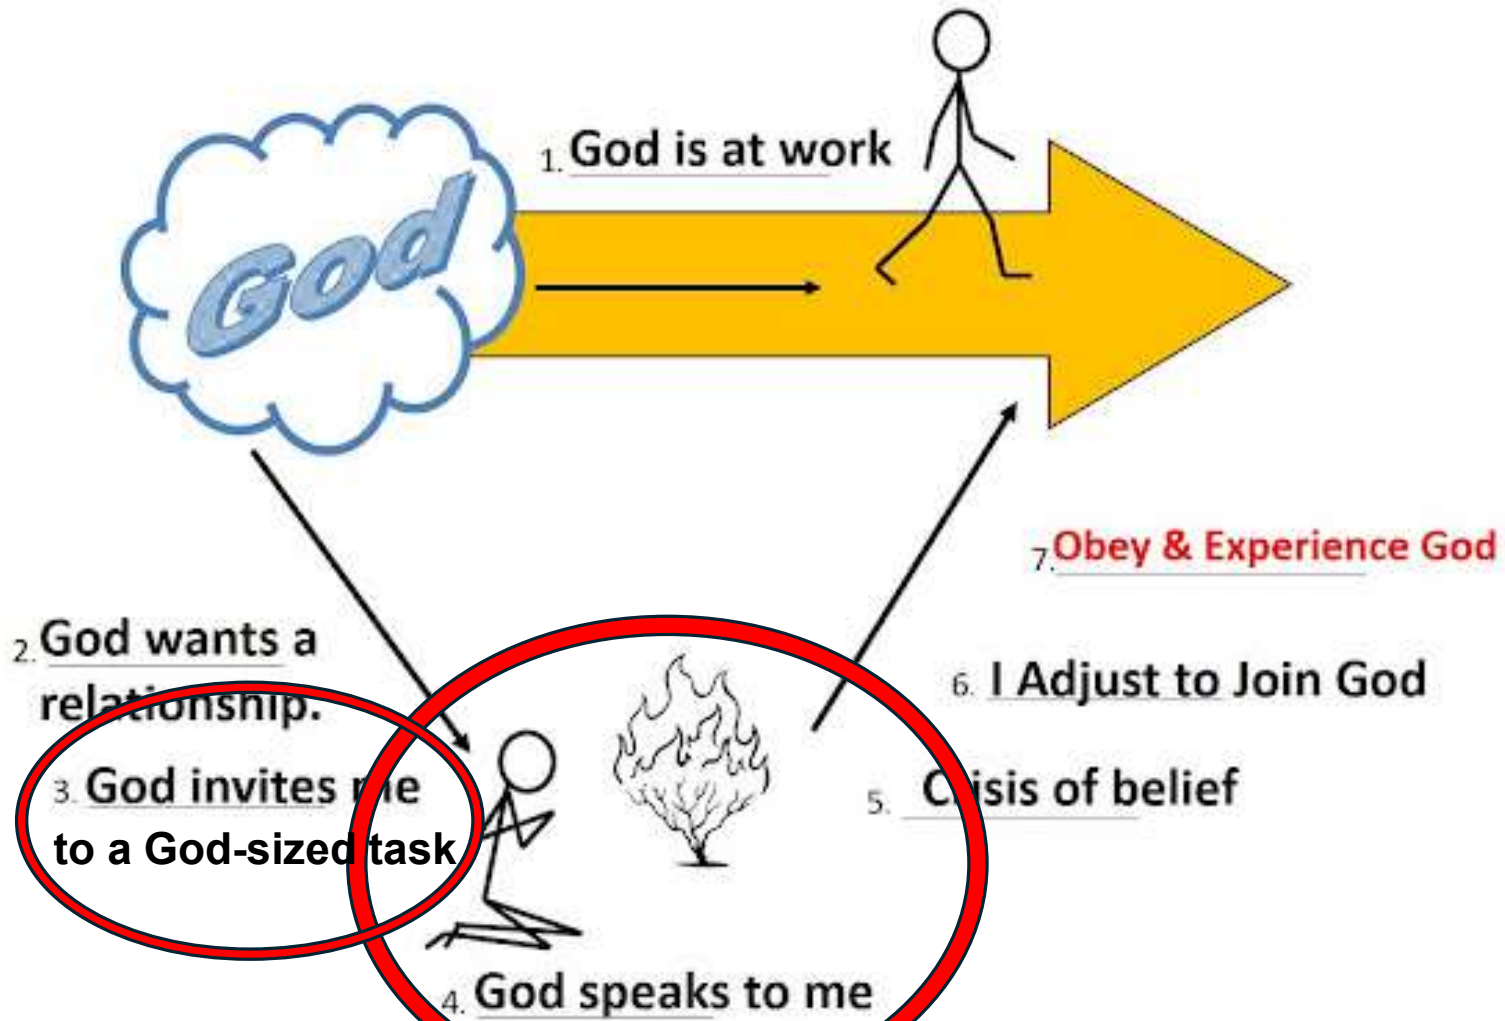 1. God is at work
God
2. God wants a
relationship.
3. God invites me
to a God-sized task
4. God speaks to me
5. Crisis of belief
6. I Adjust to Join God
7. Obey & Experience God